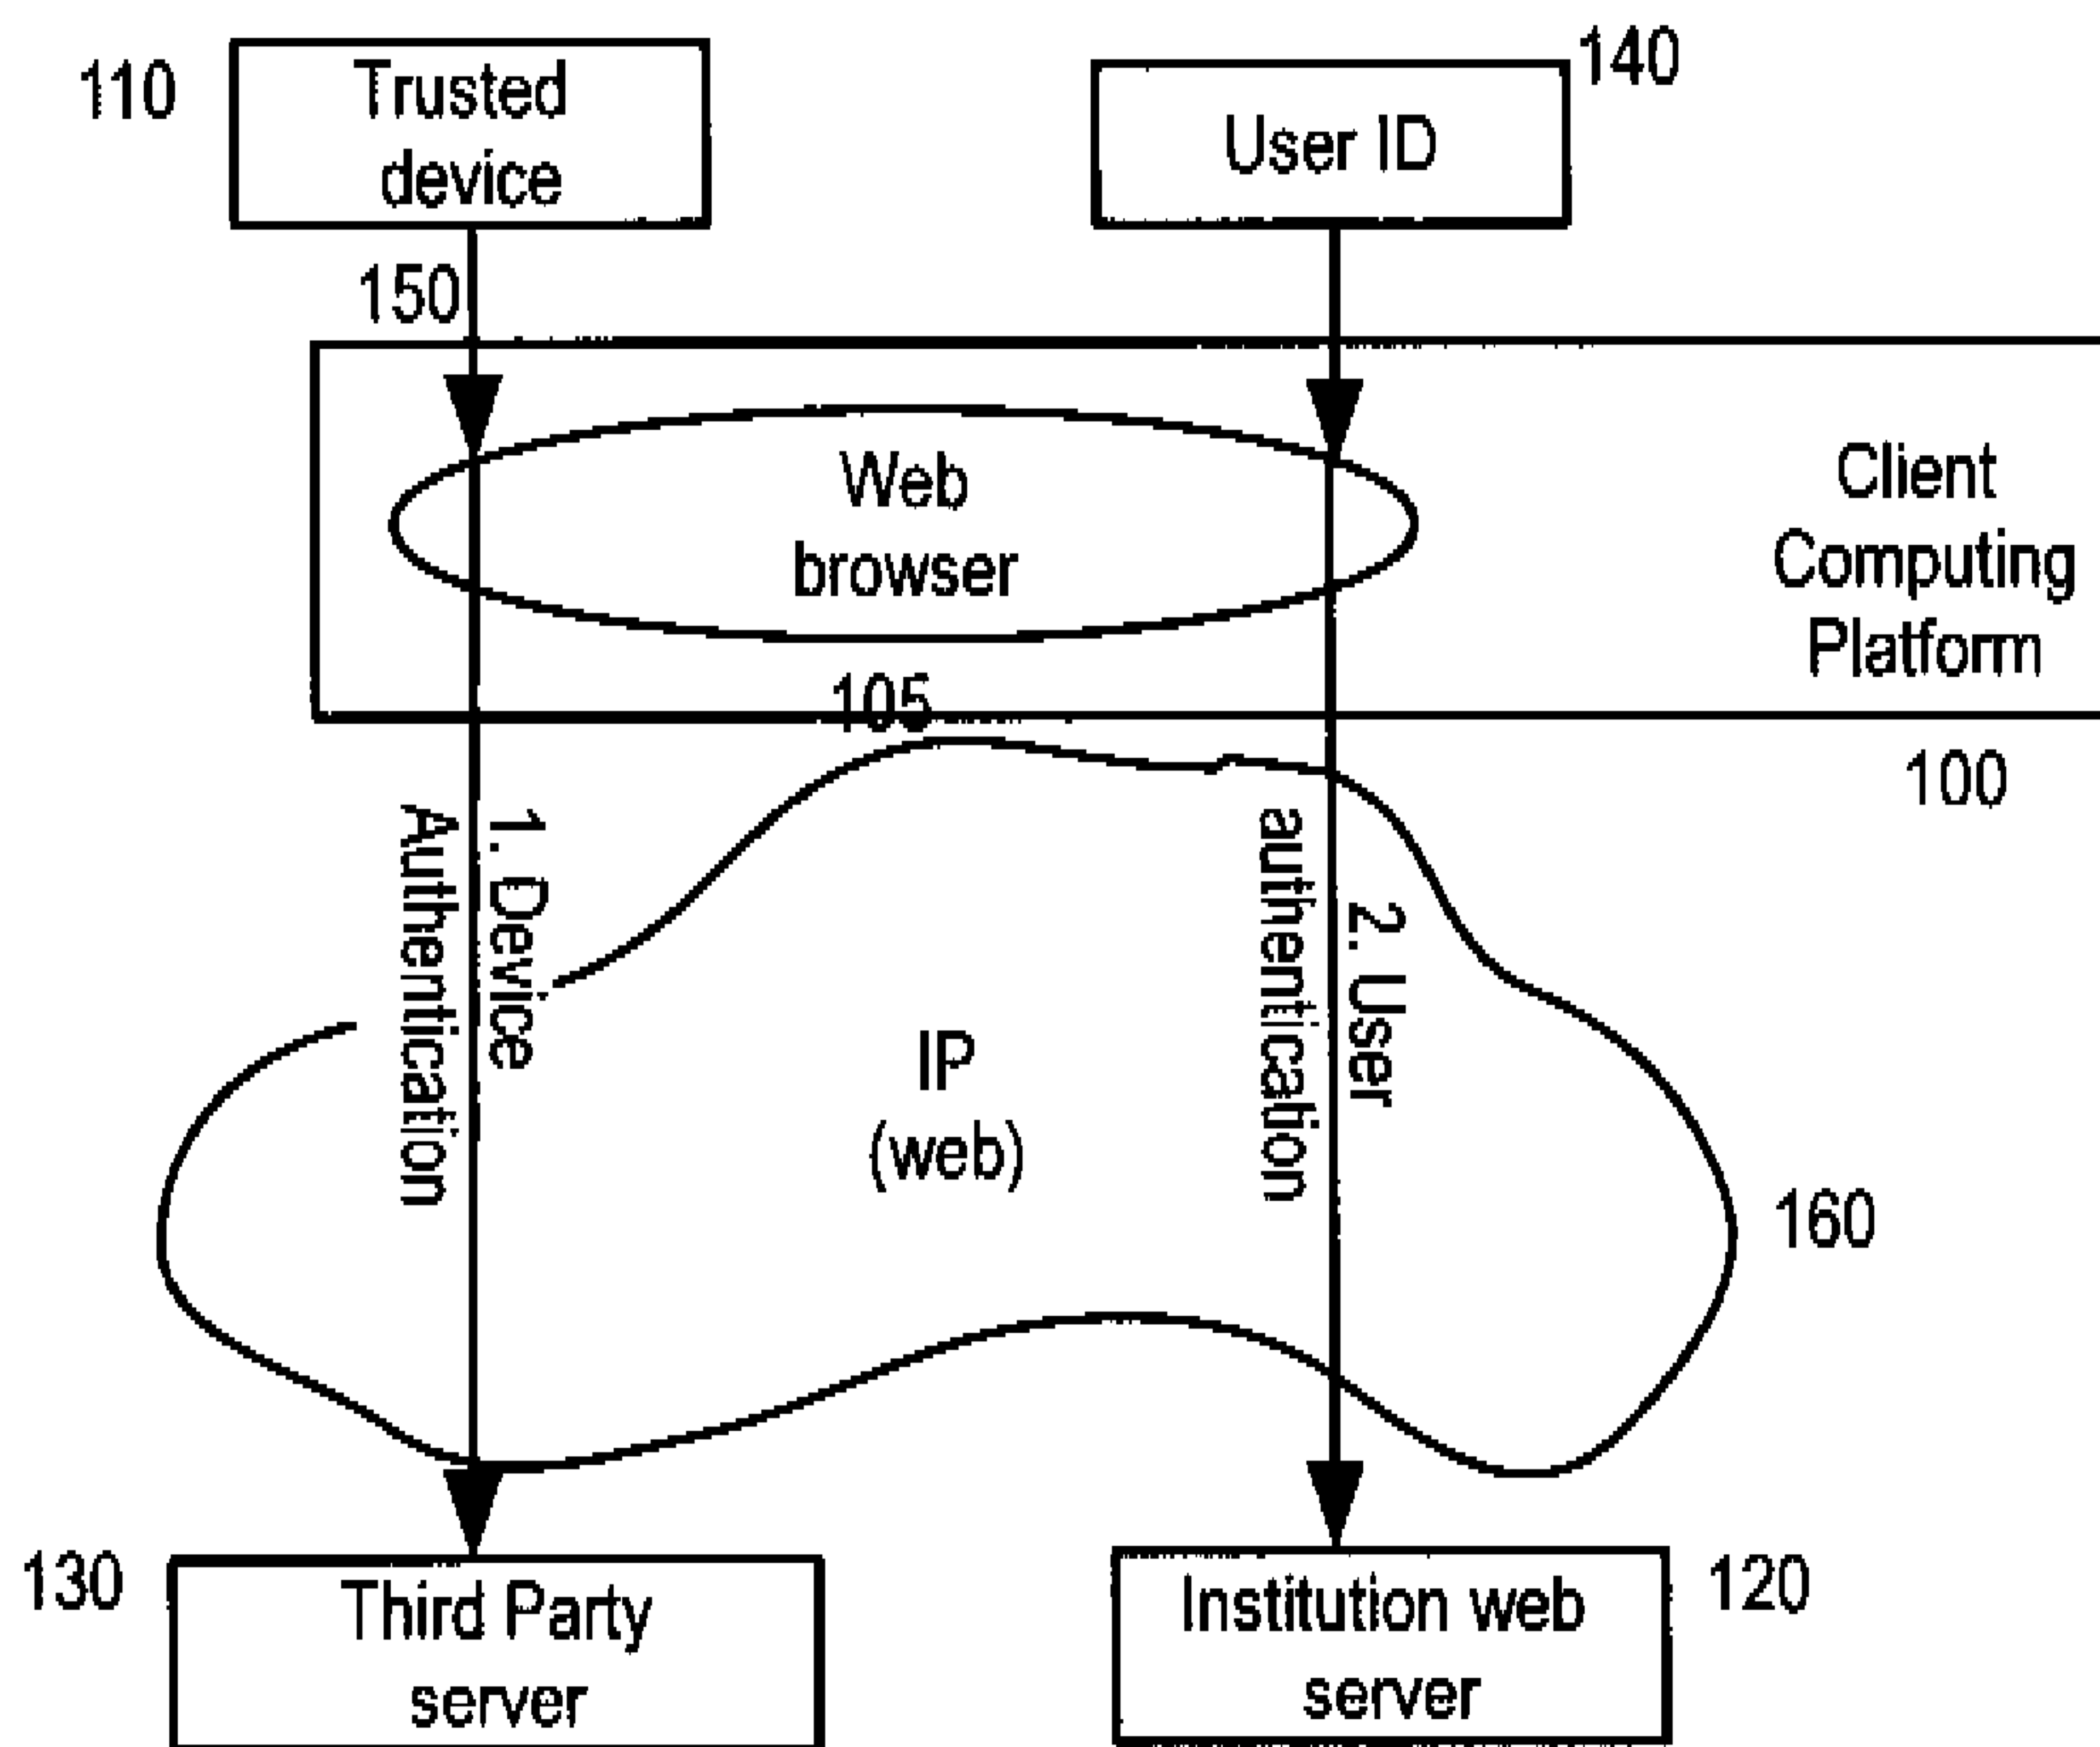 110
Trusted
device
User ID
140
150
Web
browser
Client
Computing
Platform
105
100
1. Device
Authentication
2. User
authentication
IP
(web)
160
130
Third Party
server
Institution web
server
120